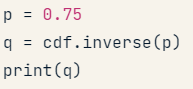 p = 0.75
q = cdf.inverse(p)
print(q)